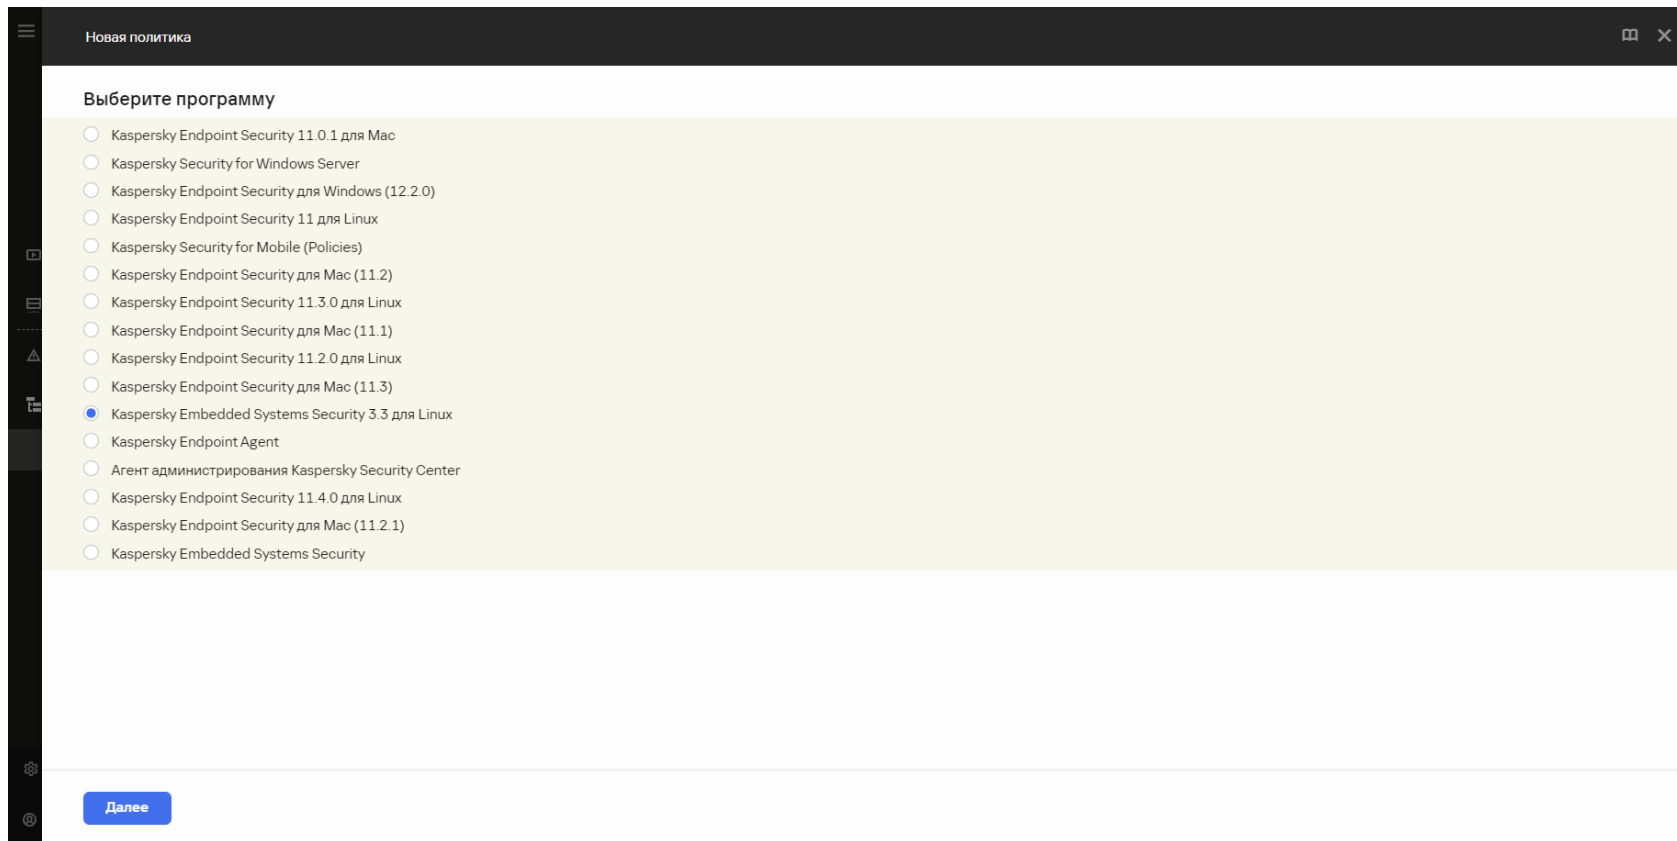 Новая политика
Выберите программу
Kaspersky Endpoint Security 11.0.1 для Mac
Kaspersky Security for Windows Server
Kaspersky Endpoint Security для Windows (12.2.0)
Kaspersky Endpoint Security 11 для Linux
Kaspersky Security for Mobile (Policies)
Kaspersky Endpoint Security для Mac (11.2)
Kaspersky Endpoint Security 11.3.0 для Linux
Kaspersky Endpoint Security для Mac (11.1)
Kaspersky Endpoint Security 11.2.0 для Linux
Kaspersky Endpoint Security для Mac (11.3)
Kaspersky Embedded Systems Security 3.3 для Linux
Kaspersky Endpoint Agent
Агент администрирования Kaspersky Security Center
Kaspersky Endpoint Security 11.4.0 для Linux
Kaspersky Endpoint Security для Mac (11.2.1)
Kaspersky Embedded Systems Security
Далее